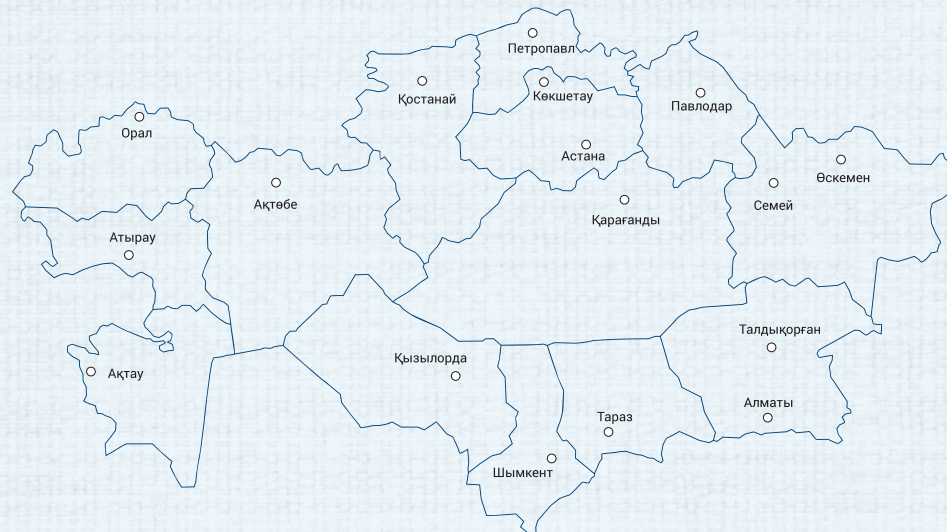 Петропавл
Қостанай
Көкшетау
Павлодар
Орал
Астана
Өскемен
Ақтөбе
Семей
Қарағанды
Атырау
Талдықорған
Қызылорда
Ақтау
Алматы
Тараз
Шымкент